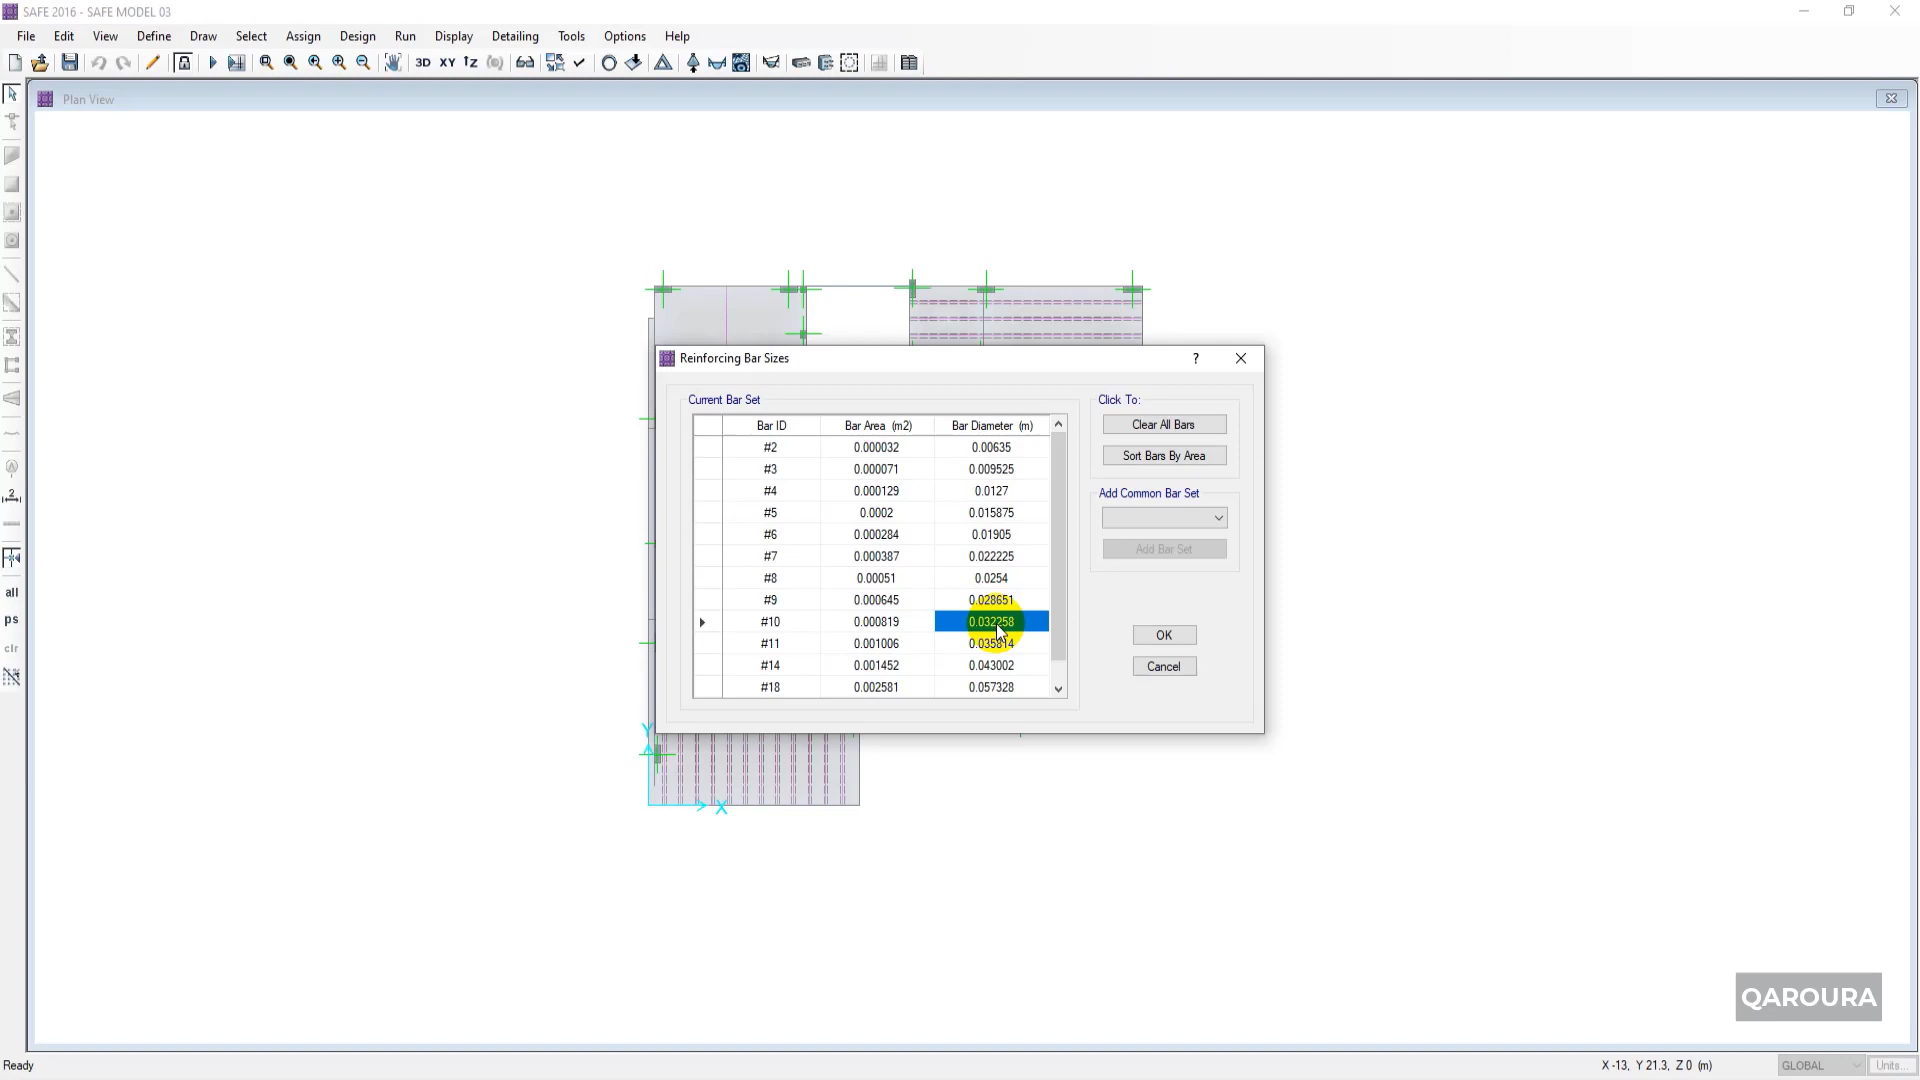 SAFE 2016 - SAFE MODEL 03
File Edit View Define Draw Select Assign Design Run Display Detailing Tools Options Help
3D XY
Plan View
Reinforcing Bar Sizes ?
Current Bar Set
Bar ID Bar Area (m2) Bar Diameter (m)
#2 0.000032 0.00635
#3 0.000071 0.009525
#4 0.000129 0.0127
#5 0.0002 0.015875
#6 0.000284 0.01905
#7 0.000387 0.022225
#8 0.00051 0.0254
#9 0.000645 0.028651
#10 0.000819 0.032258
#11 0.001006 0.035814
#14 0.001452 0.043002
#18 0.002581 0.057328
Click To:
Clear All Bars
Sort Bars By Area
Add Common Bar Set
Add Bar Set
OK
Cancel
2
all
ps
clr
Y
X
QAROURA
Ready X -13, Y 21.3, Z 0 (m) GLOBAL Units...